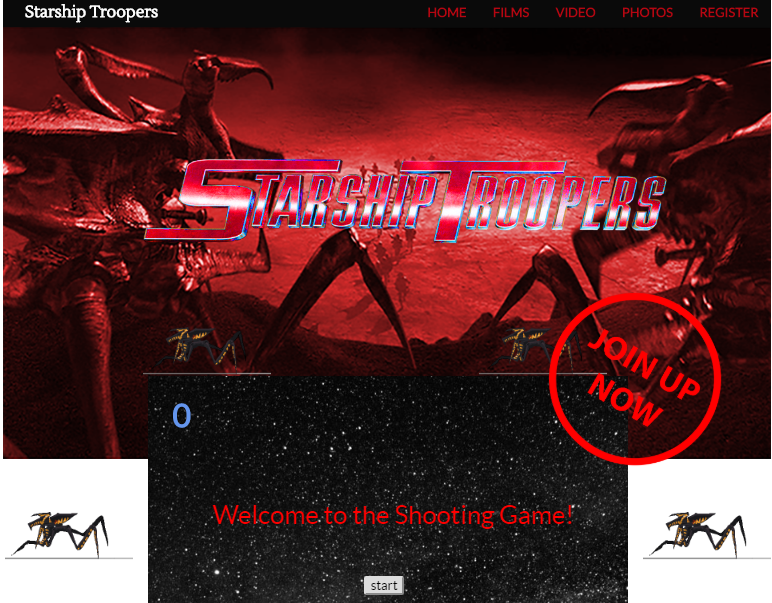 Starship Troopers
HOME FILMS VIDEO PHOTOS REGISTER
STARSHIP TROOPERS
JOIN UP
NOW
0
Welcome to the Shooting Game!
start